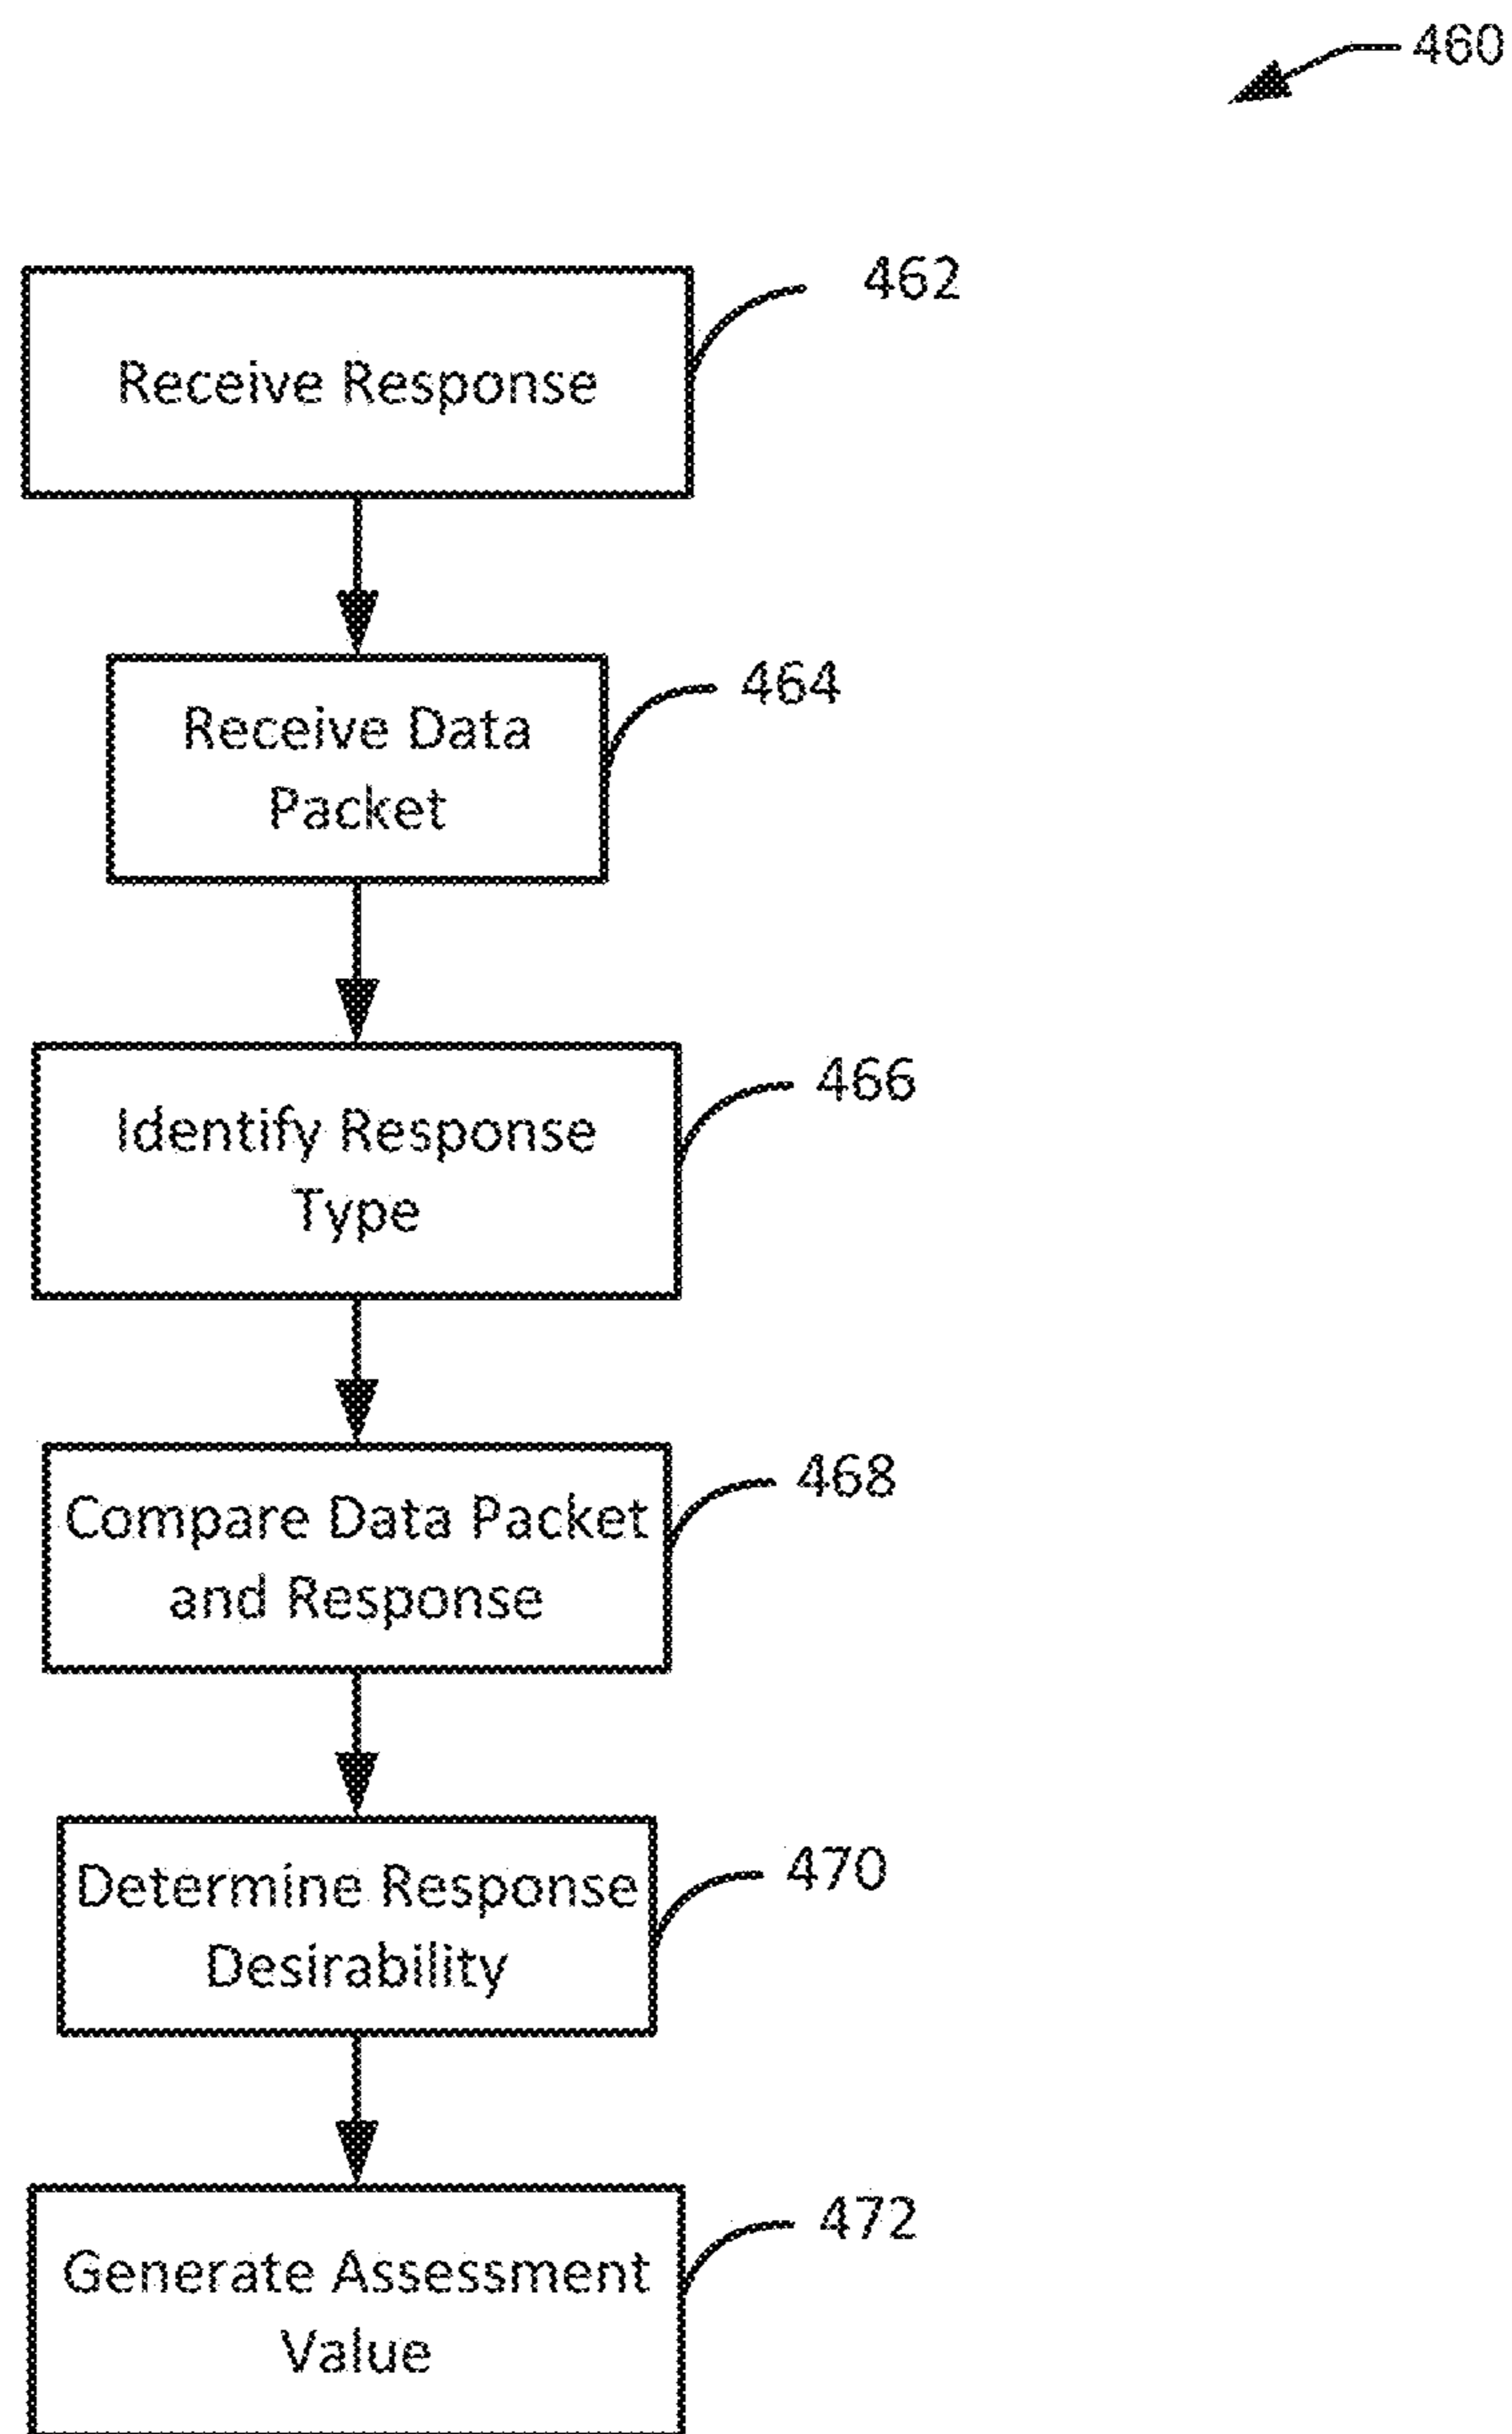 460
462
Receive Response
464
Receive Data
Packet
466
Identify Response
Type
468
Compare Data Packet
and Response
470
Determine Response
Desirability
472
Generate Assessment
Value